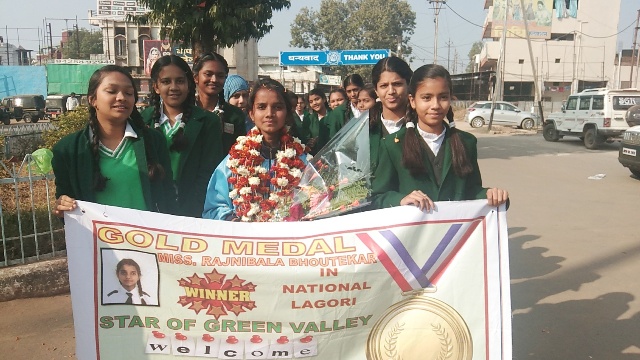 धन्यवाद THANK YOU
GOLD MEDAL
MISS. RAJNIBALA BHOUTEKAR
WINNER
IN
NATIONAL
LAGORI
STAR OF GREEN VALLEY
welcome